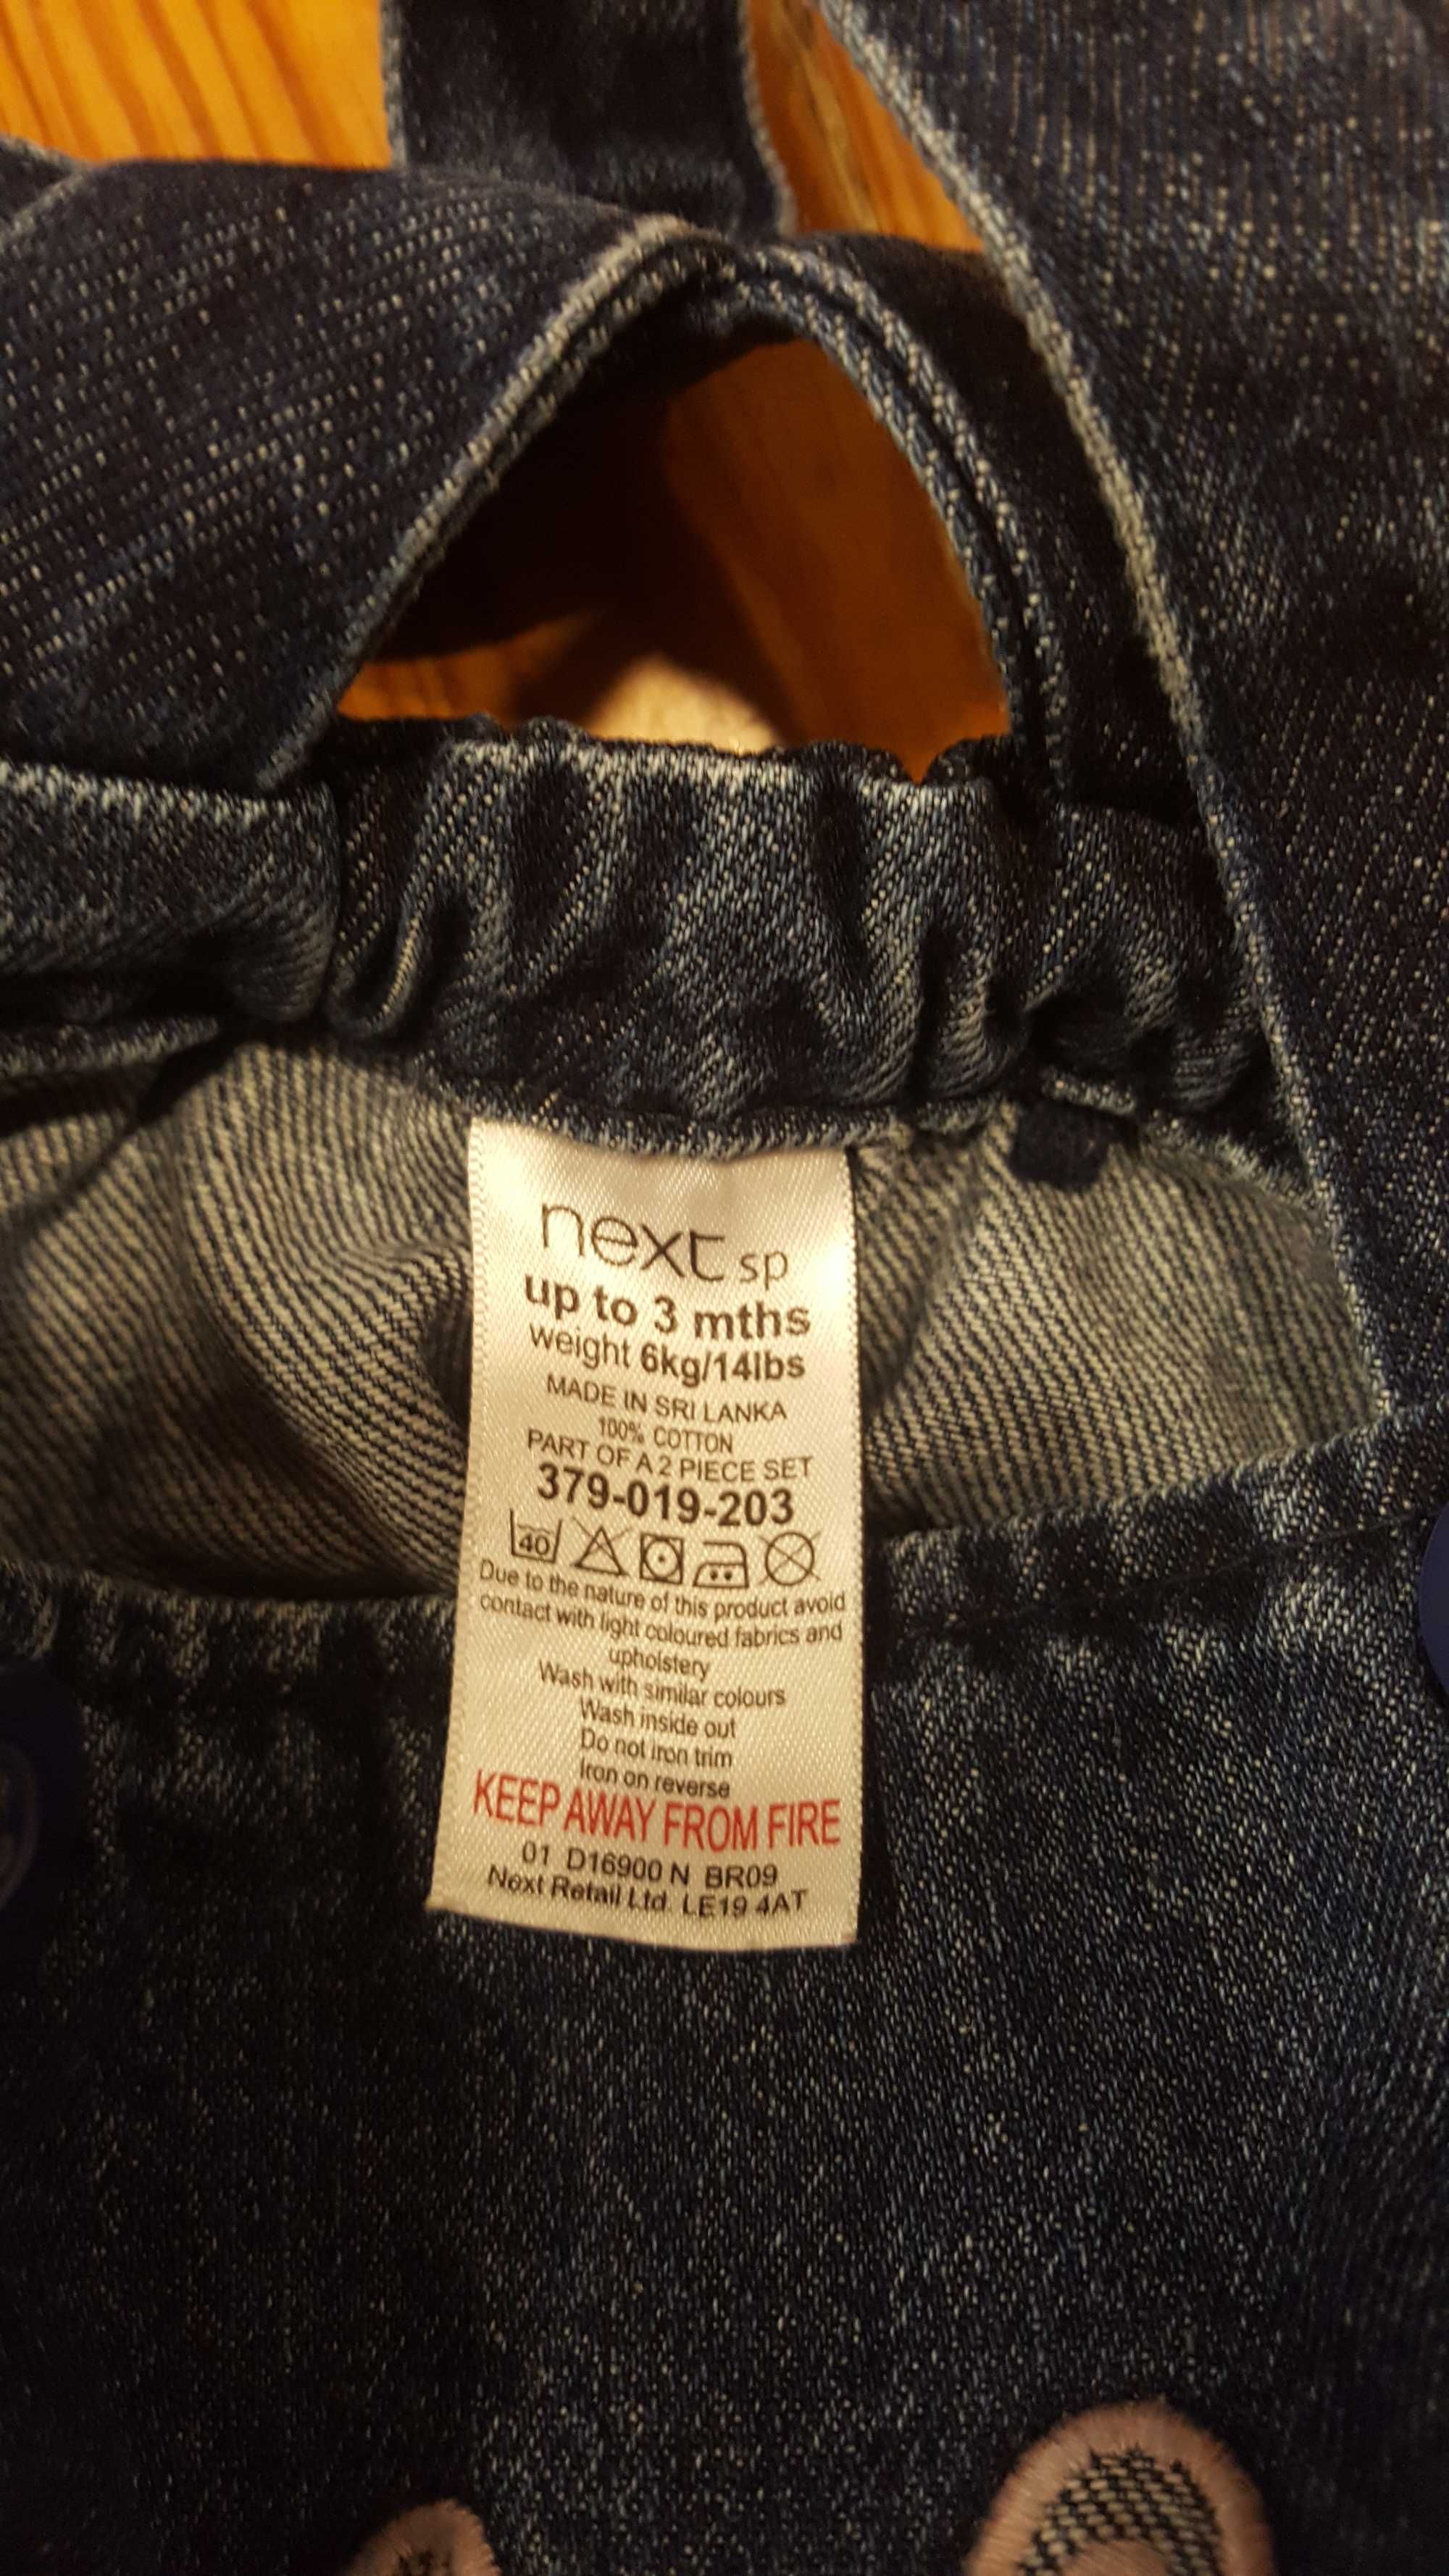 next sp
up to 3 mths
weight 6kg/14lbs
MADE IN SRI LANKA
100% COTTON
PART OF A 2 PIECE SET
379-019-203
40
Due to the nature of this product avoid
contact with light coloured fabrics and
upholstery
Wash with similar colours
Wash inside out
Do not iron trim
Iron on reverse
KEEP AWAY FROM FIRE
01 D16900 N BR09
Next Retail Ltd. LE19 4AT